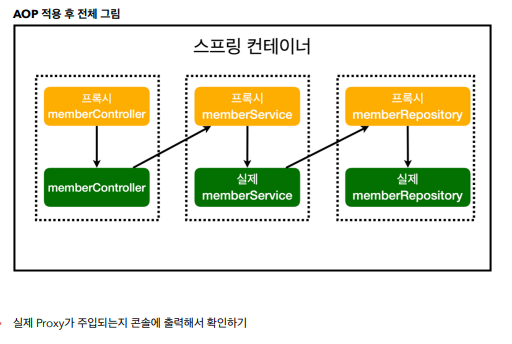 AOP 적용 후 전체 그림
스프링 컨테이너
프록시
memberController
프록시
memberService
프록시
memberRepository
memberController
실제
memberService
실제
memberRepository
실제 Proxy가 주입되는지 콘솔에 출력해서 확인하기